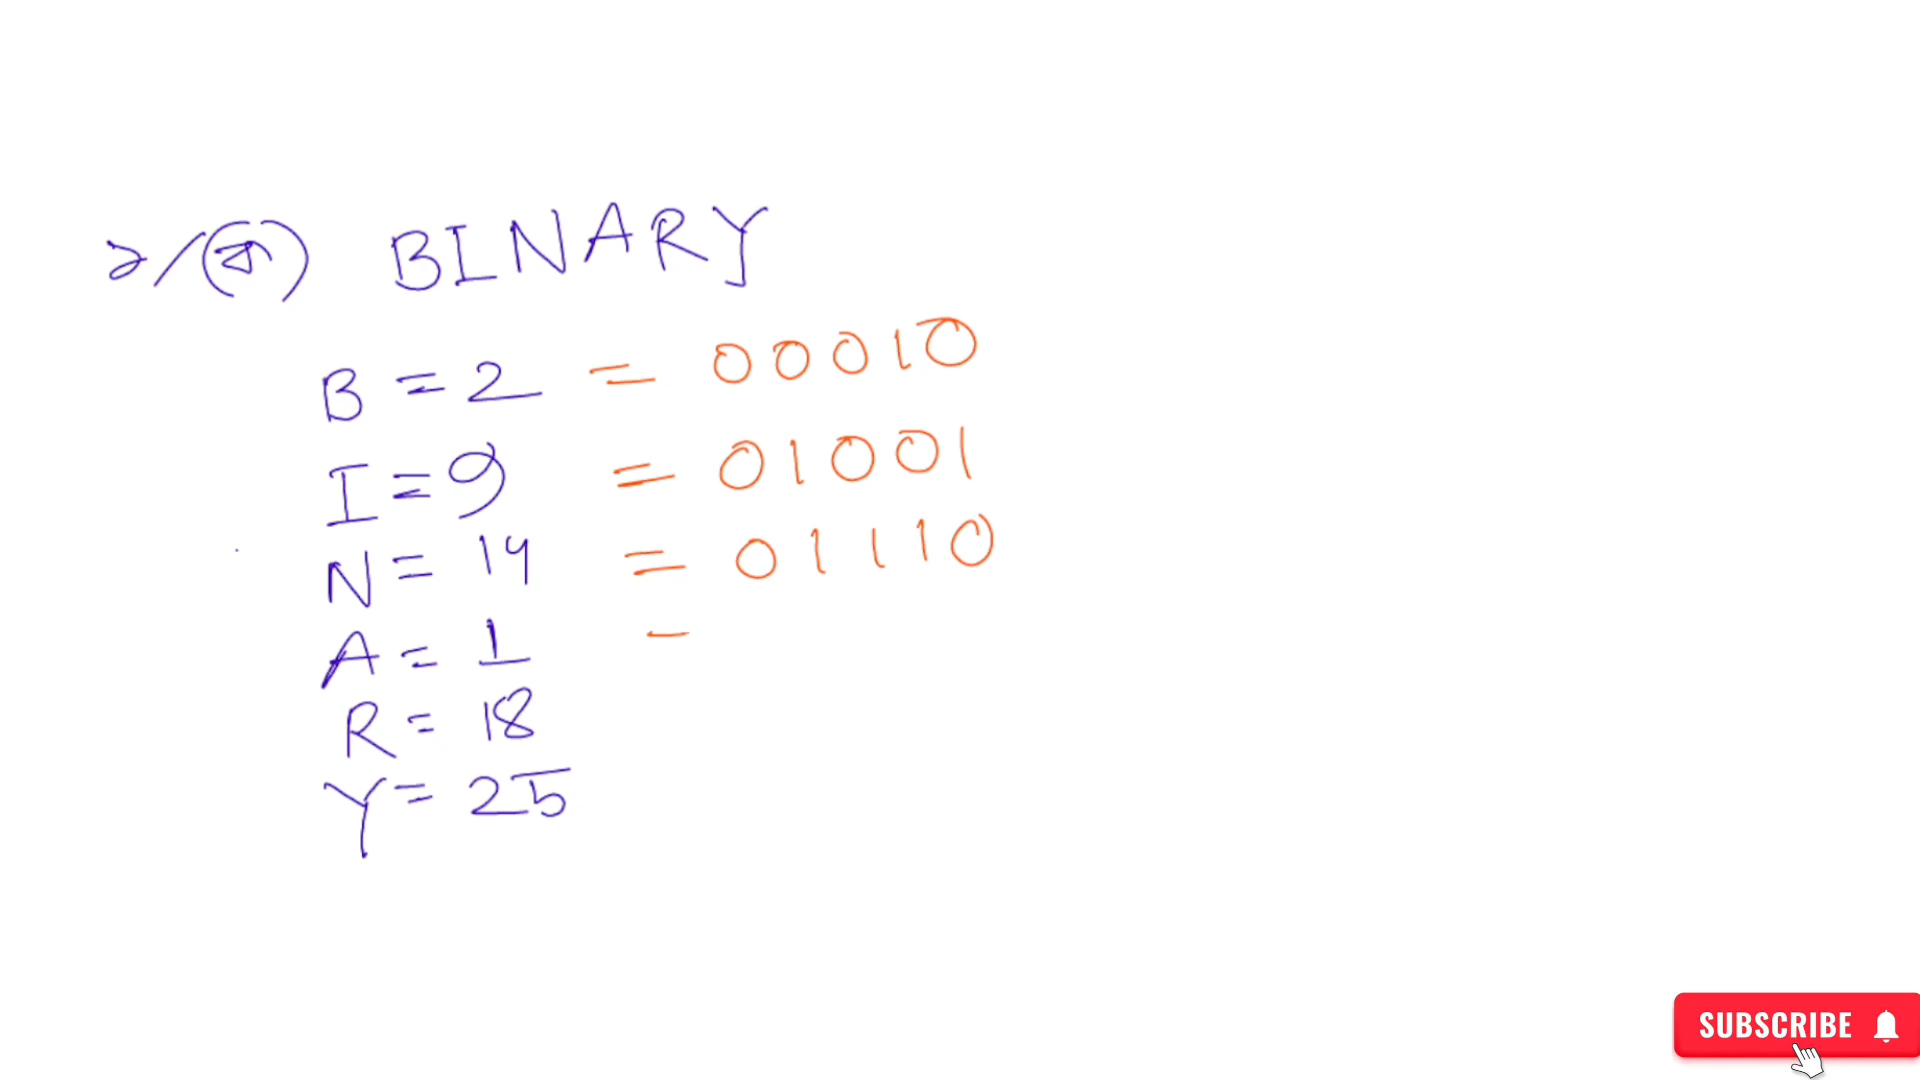 ২/(ক) BINARY
B = 2 = 00010
I = 9 = 01001
N = 14 = 01110
A = 1 –
R = 18
Y = 25
SUBSCRIBE